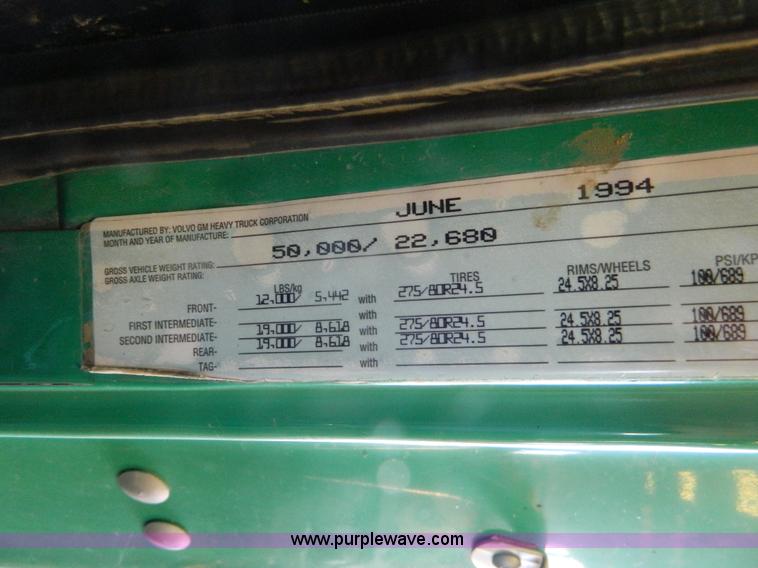 MANUFACTURED BY: VOLVO GM HEAVY TRUCK CORPORATION
MONTH AND YEAR OF MANUFACTURE: JUNE 1994
GROSS VEHICLE WEIGHT RATING: 50,000/ 22,680
GROSS AXLE WEIGHT RATING:
LBS/kg TIRES RIMS/WHEELS PSI/KP
FRONT- 12,000/ 5,442 with 275/80R24.5 24.5X8.25 100/689
FIRST INTERMEDIATE- with
SECOND INTERMEDIATE- 19,000/ 8,618 with 275/80R24.5 24.5X8.25 100/689
REAR- 19,000/ 8,618 with 275/80R24.5 24.5X8.25 100/689
TAG- with
www.purplewave.com